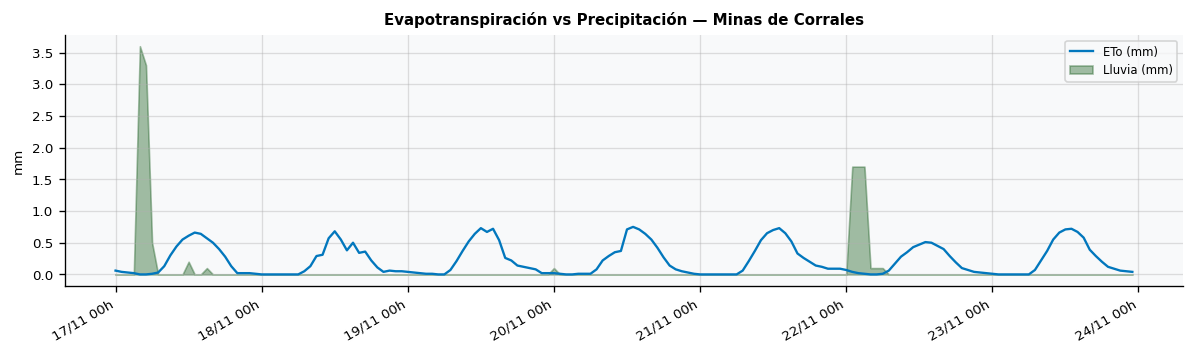 Evapotranspiración vs Precipitación — Minas de Corrales
ETo (mm)
Lluvia (mm)
mm
3.5
3.0
2.5
2.0
1.5
1.0
0.5
0.0
17/11 00h
18/11 00h
19/11 00h
20/11 00h
21/11 00h
22/11 00h
23/11 00h
24/11 00h